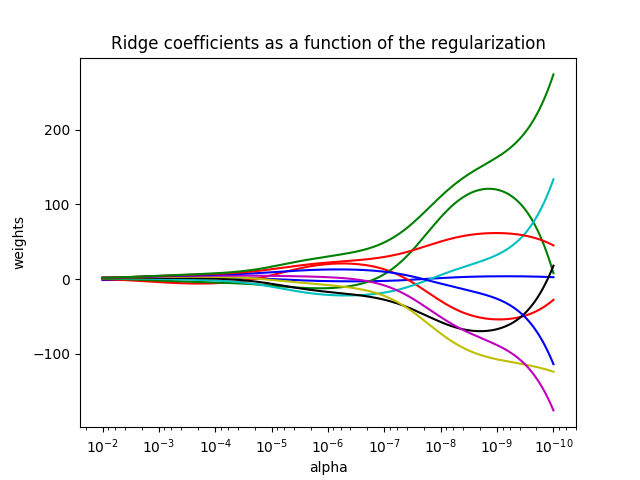 Ridge coefficients as a function of the regularization
weights
200
100
0
−100
10⁻² 10⁻³ 10⁻⁴ 10⁻⁵ 10⁻⁶ 10⁻⁷ 10⁻⁸ 10⁻⁹ 10⁻¹⁰
alpha